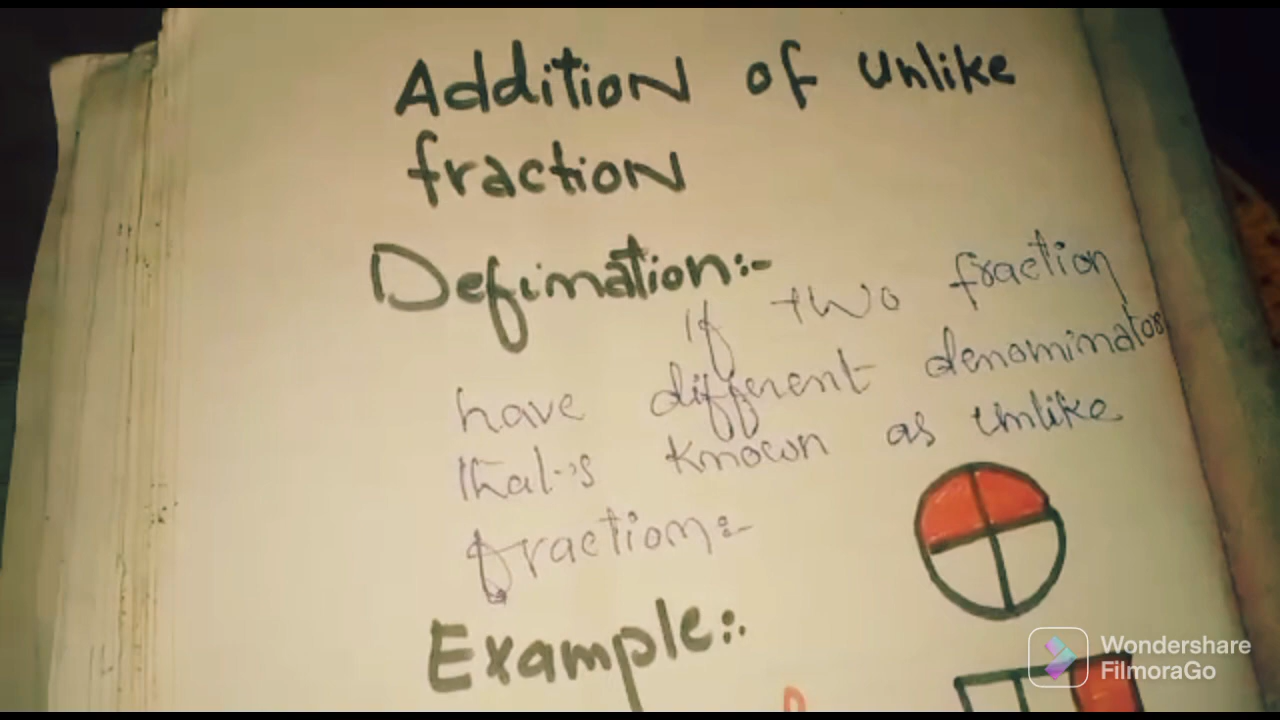 Addition of unlike
fraction
Defination:-
if two fraction
have different denominator
that's known as unlike
fraction:-
Example:-
Wondershare
FilmoraGo